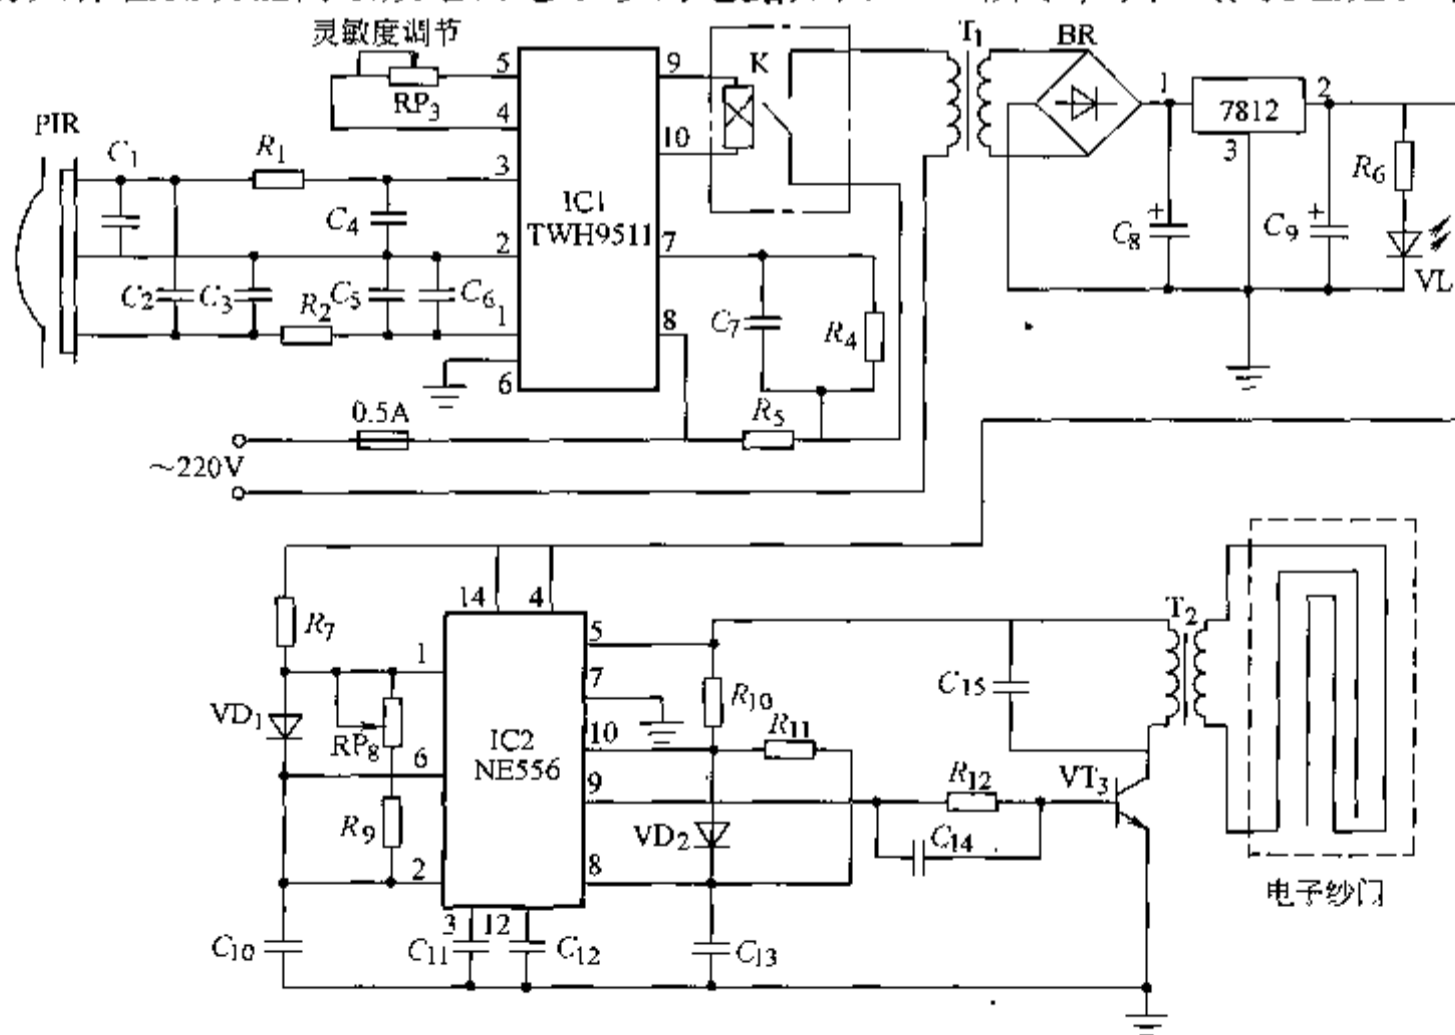 灵敏度调节
RP3
5
4
3
2
1
6
9
10
7
8
IC1
TWH9511
K
T1
BR
1
7812
2
3
PIR
C1
R1
C4
C2
C3
R2
C5
C6
C7
R4
R5
C8
C9
R6
VL
+
+
0.5A
~220V
14
4
R7
1
5
7
VD1
RP8
6
IC2
NE556
10
9
R9
2
8
3
12
C10
C11
C12
C13
R10
R11
VD2
R12
C14
C15
VT3
T2
电子纱门